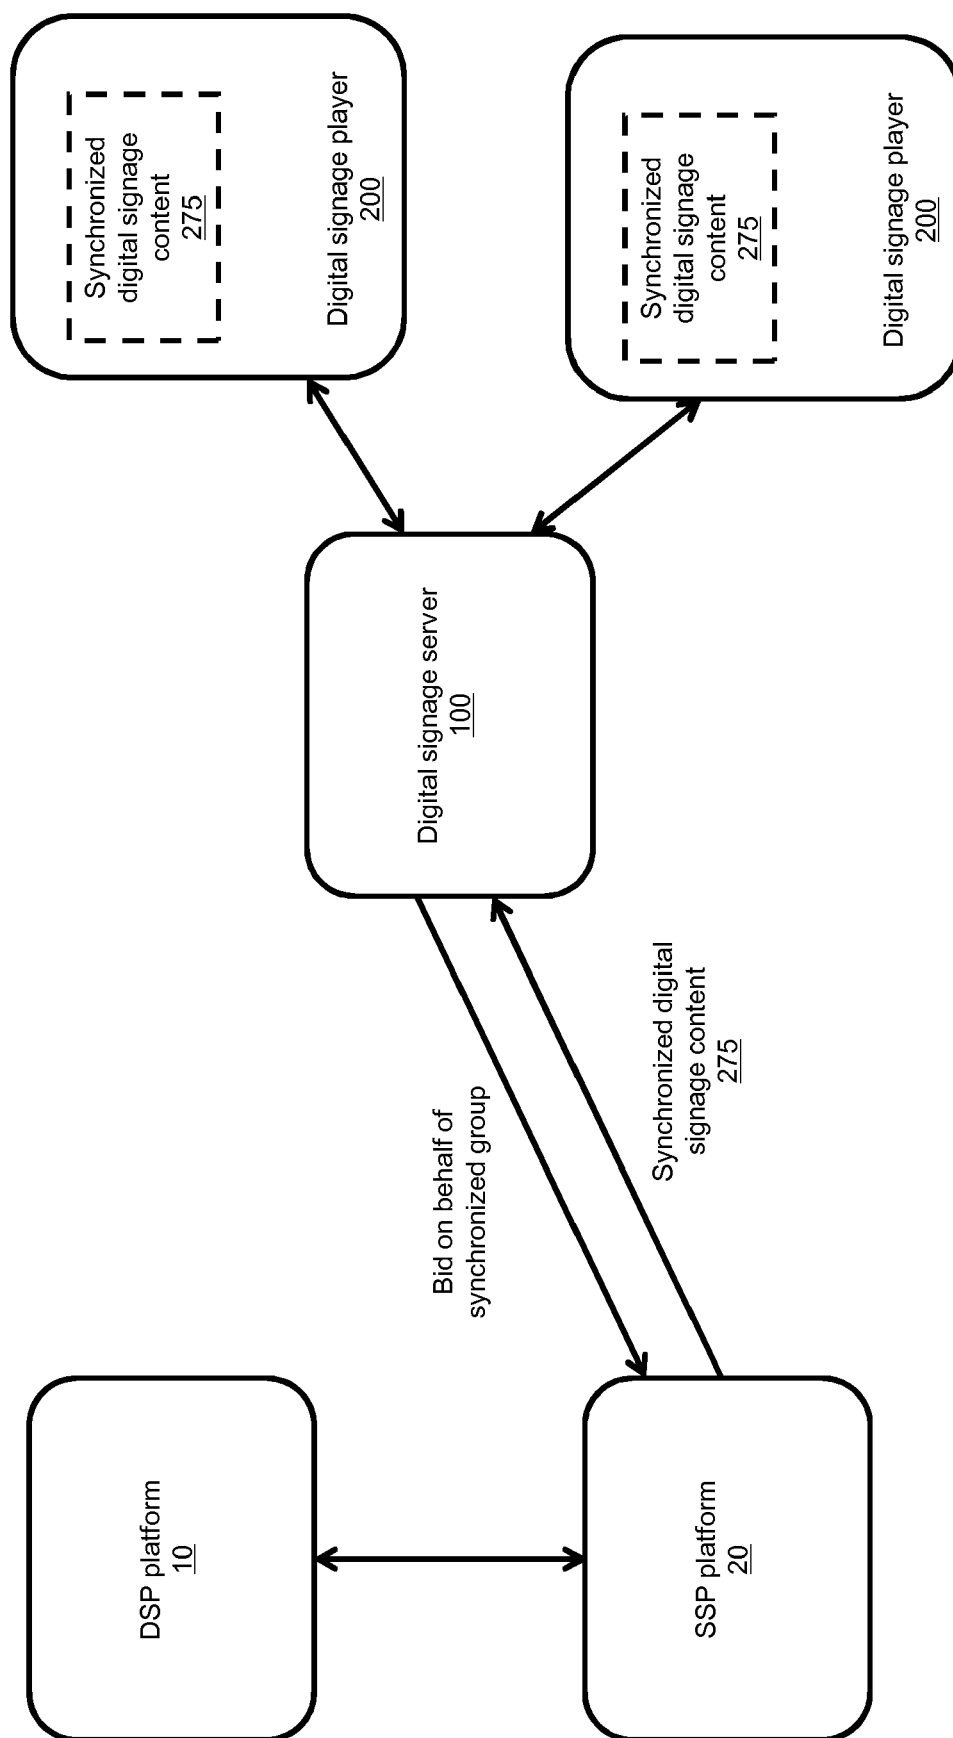 DSP platform
10
SSP platform
20
Bid on behalf of
synchronized group
Synchronized digital
signage content
275
Digital signage server
100
Synchronized
digital signage
content
275
Digital signage player
200
Synchronized
digital signage
content
275
Digital signage player
200